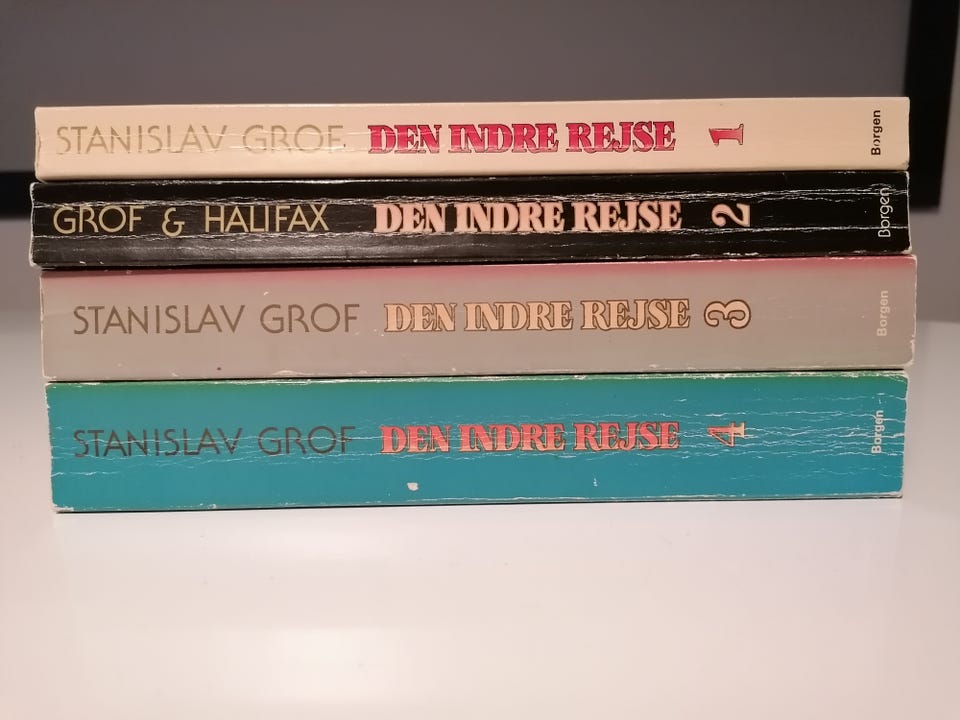 STANISLAV GROF DEN INDRE REJSE 1 Borgen
GROF & HALIFAX DEN INDRE REJSE 2 Borgen
STANISLAV GROF DEN INDRE REJSE 3 Borgen
STANISLAV GROF DEN INDRE REJSE 4 Borgen